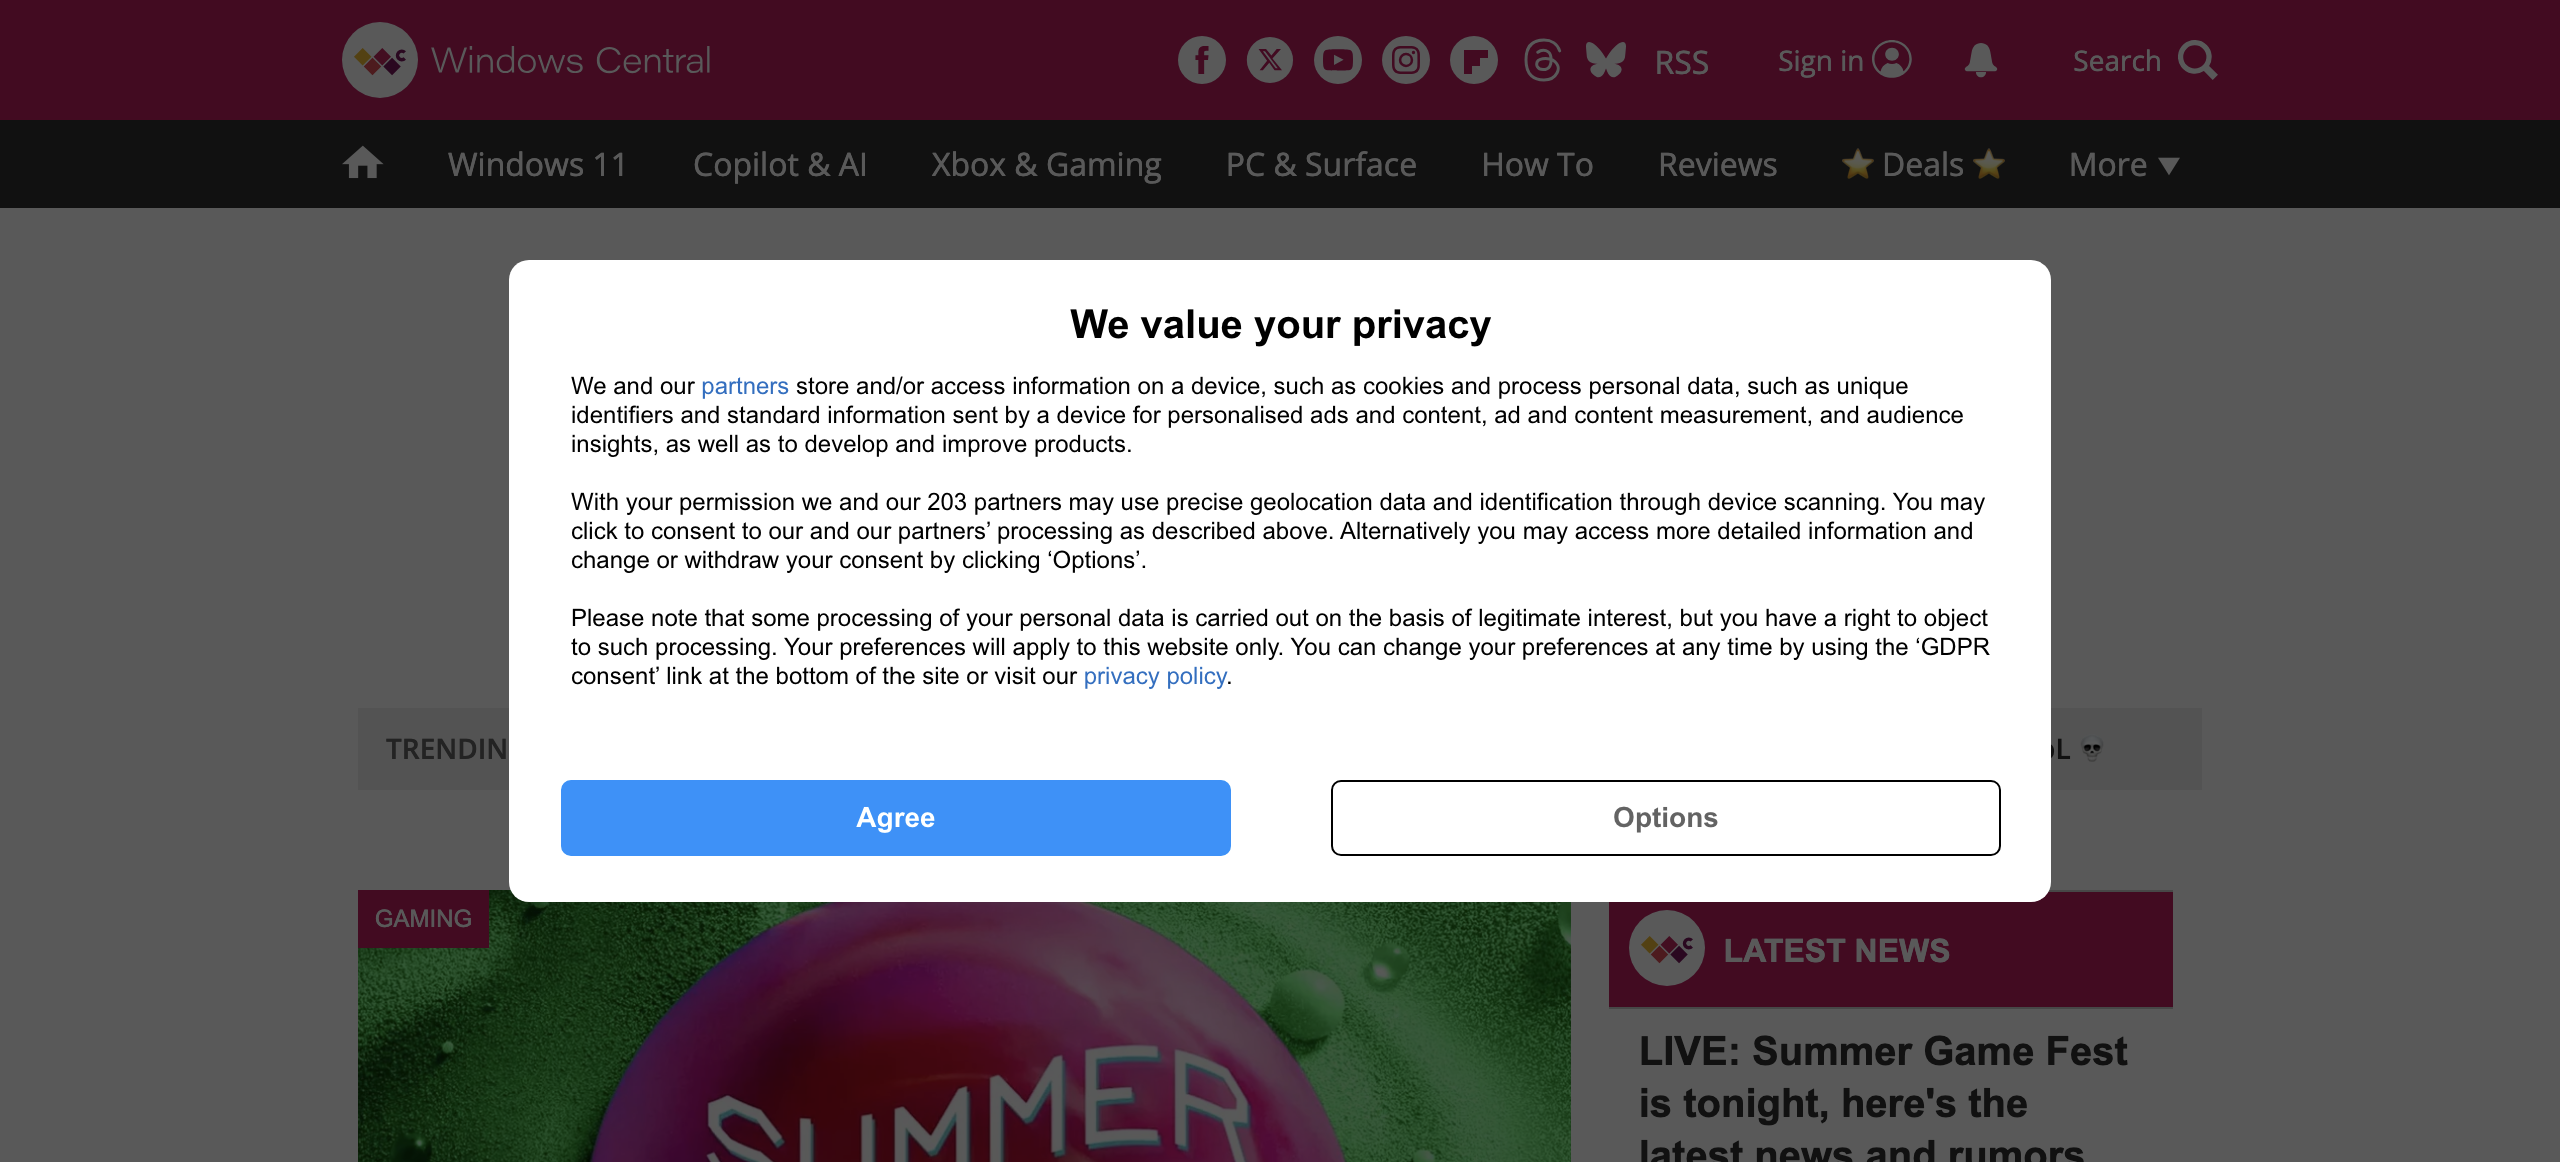 Windows Central
RSS
Sign in
Search
Windows 11
Copilot & AI
Xbox & Gaming
PC & Surface
How To
Reviews
⭐ Deals ⭐
More ▼
We value your privacy
We and our partners store and/or access information on a device, such as cookies and process personal data, such as unique
identifiers and standard information sent by a device for personalised ads and content, ad and content measurement, and audience
insights, as well as to develop and improve products.
With your permission we and our 203 partners may use precise geolocation data and identification through device scanning. You may
click to consent to our and our partners’ processing as described above. Alternatively you may access more detailed information and
change or withdraw your consent by clicking ‘Options’.
Please note that some processing of your personal data is carried out on the basis of legitimate interest, but you have a right to object
to such processing. Your preferences will apply to this website only. You can change your preferences at any time by using the ‘GDPR
consent’ link at the bottom of the site or visit our privacy policy.
Agree
Options
GAMING
SUMMER
LATEST NEWS
LIVE: Summer Game Fest
is tonight, here's the
latest news and rumors